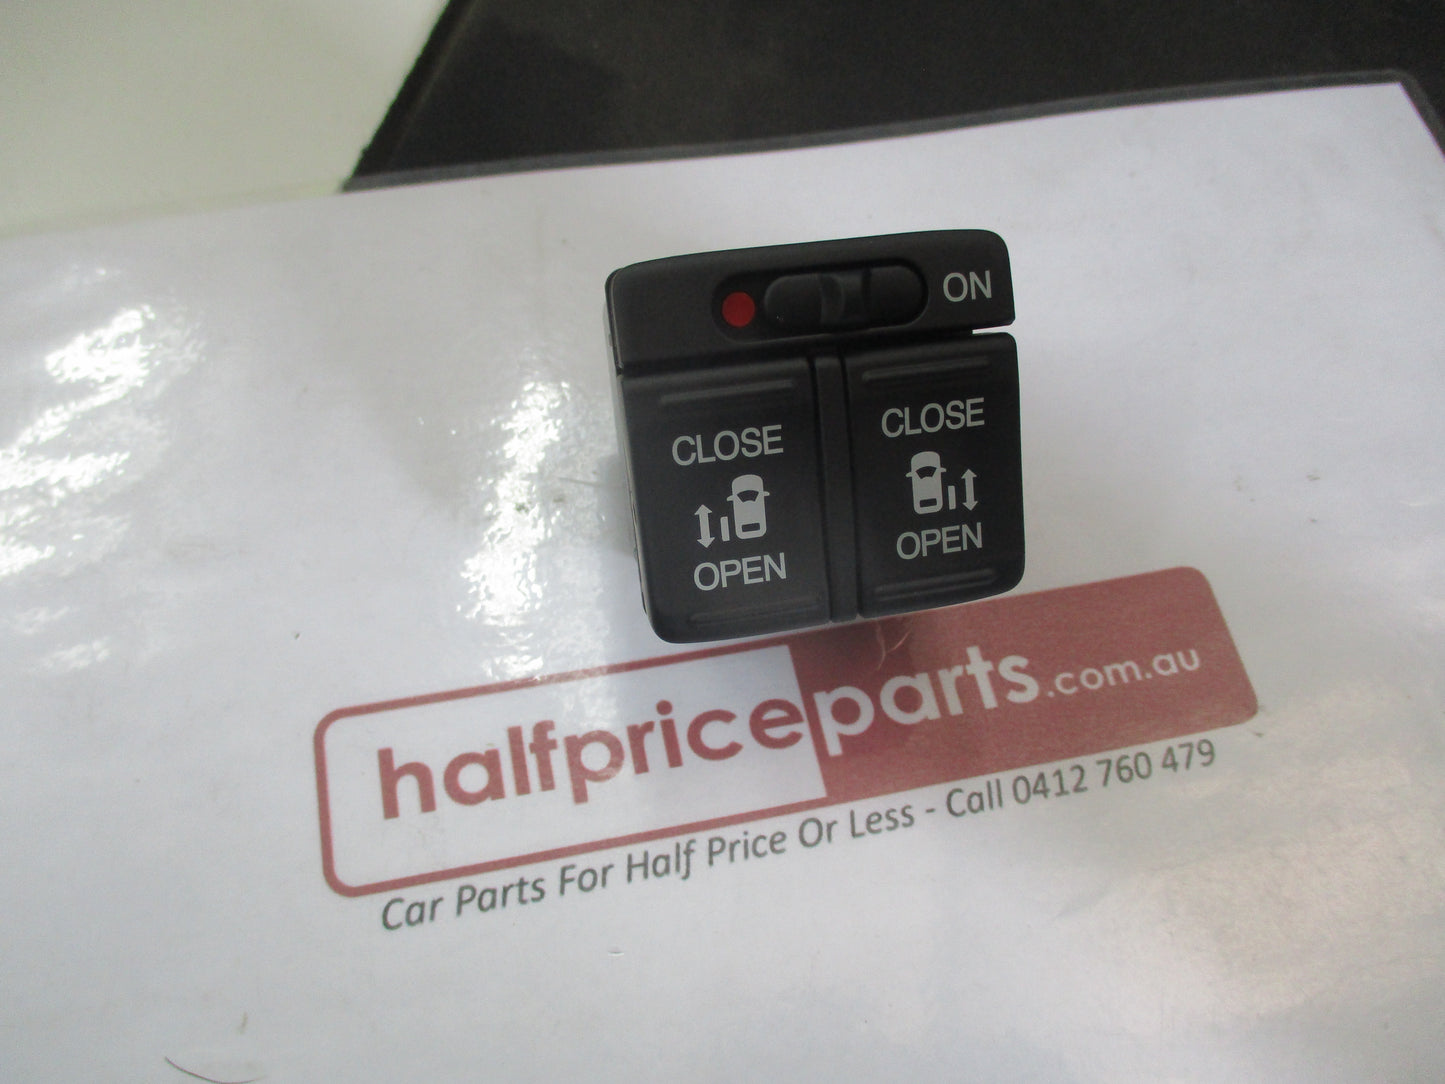 ON
CLOSE
OPEN
CLOSE
OPEN
halfpriceparts.com.au
Car Parts For Half Price Or Less - Call 0412 760 479